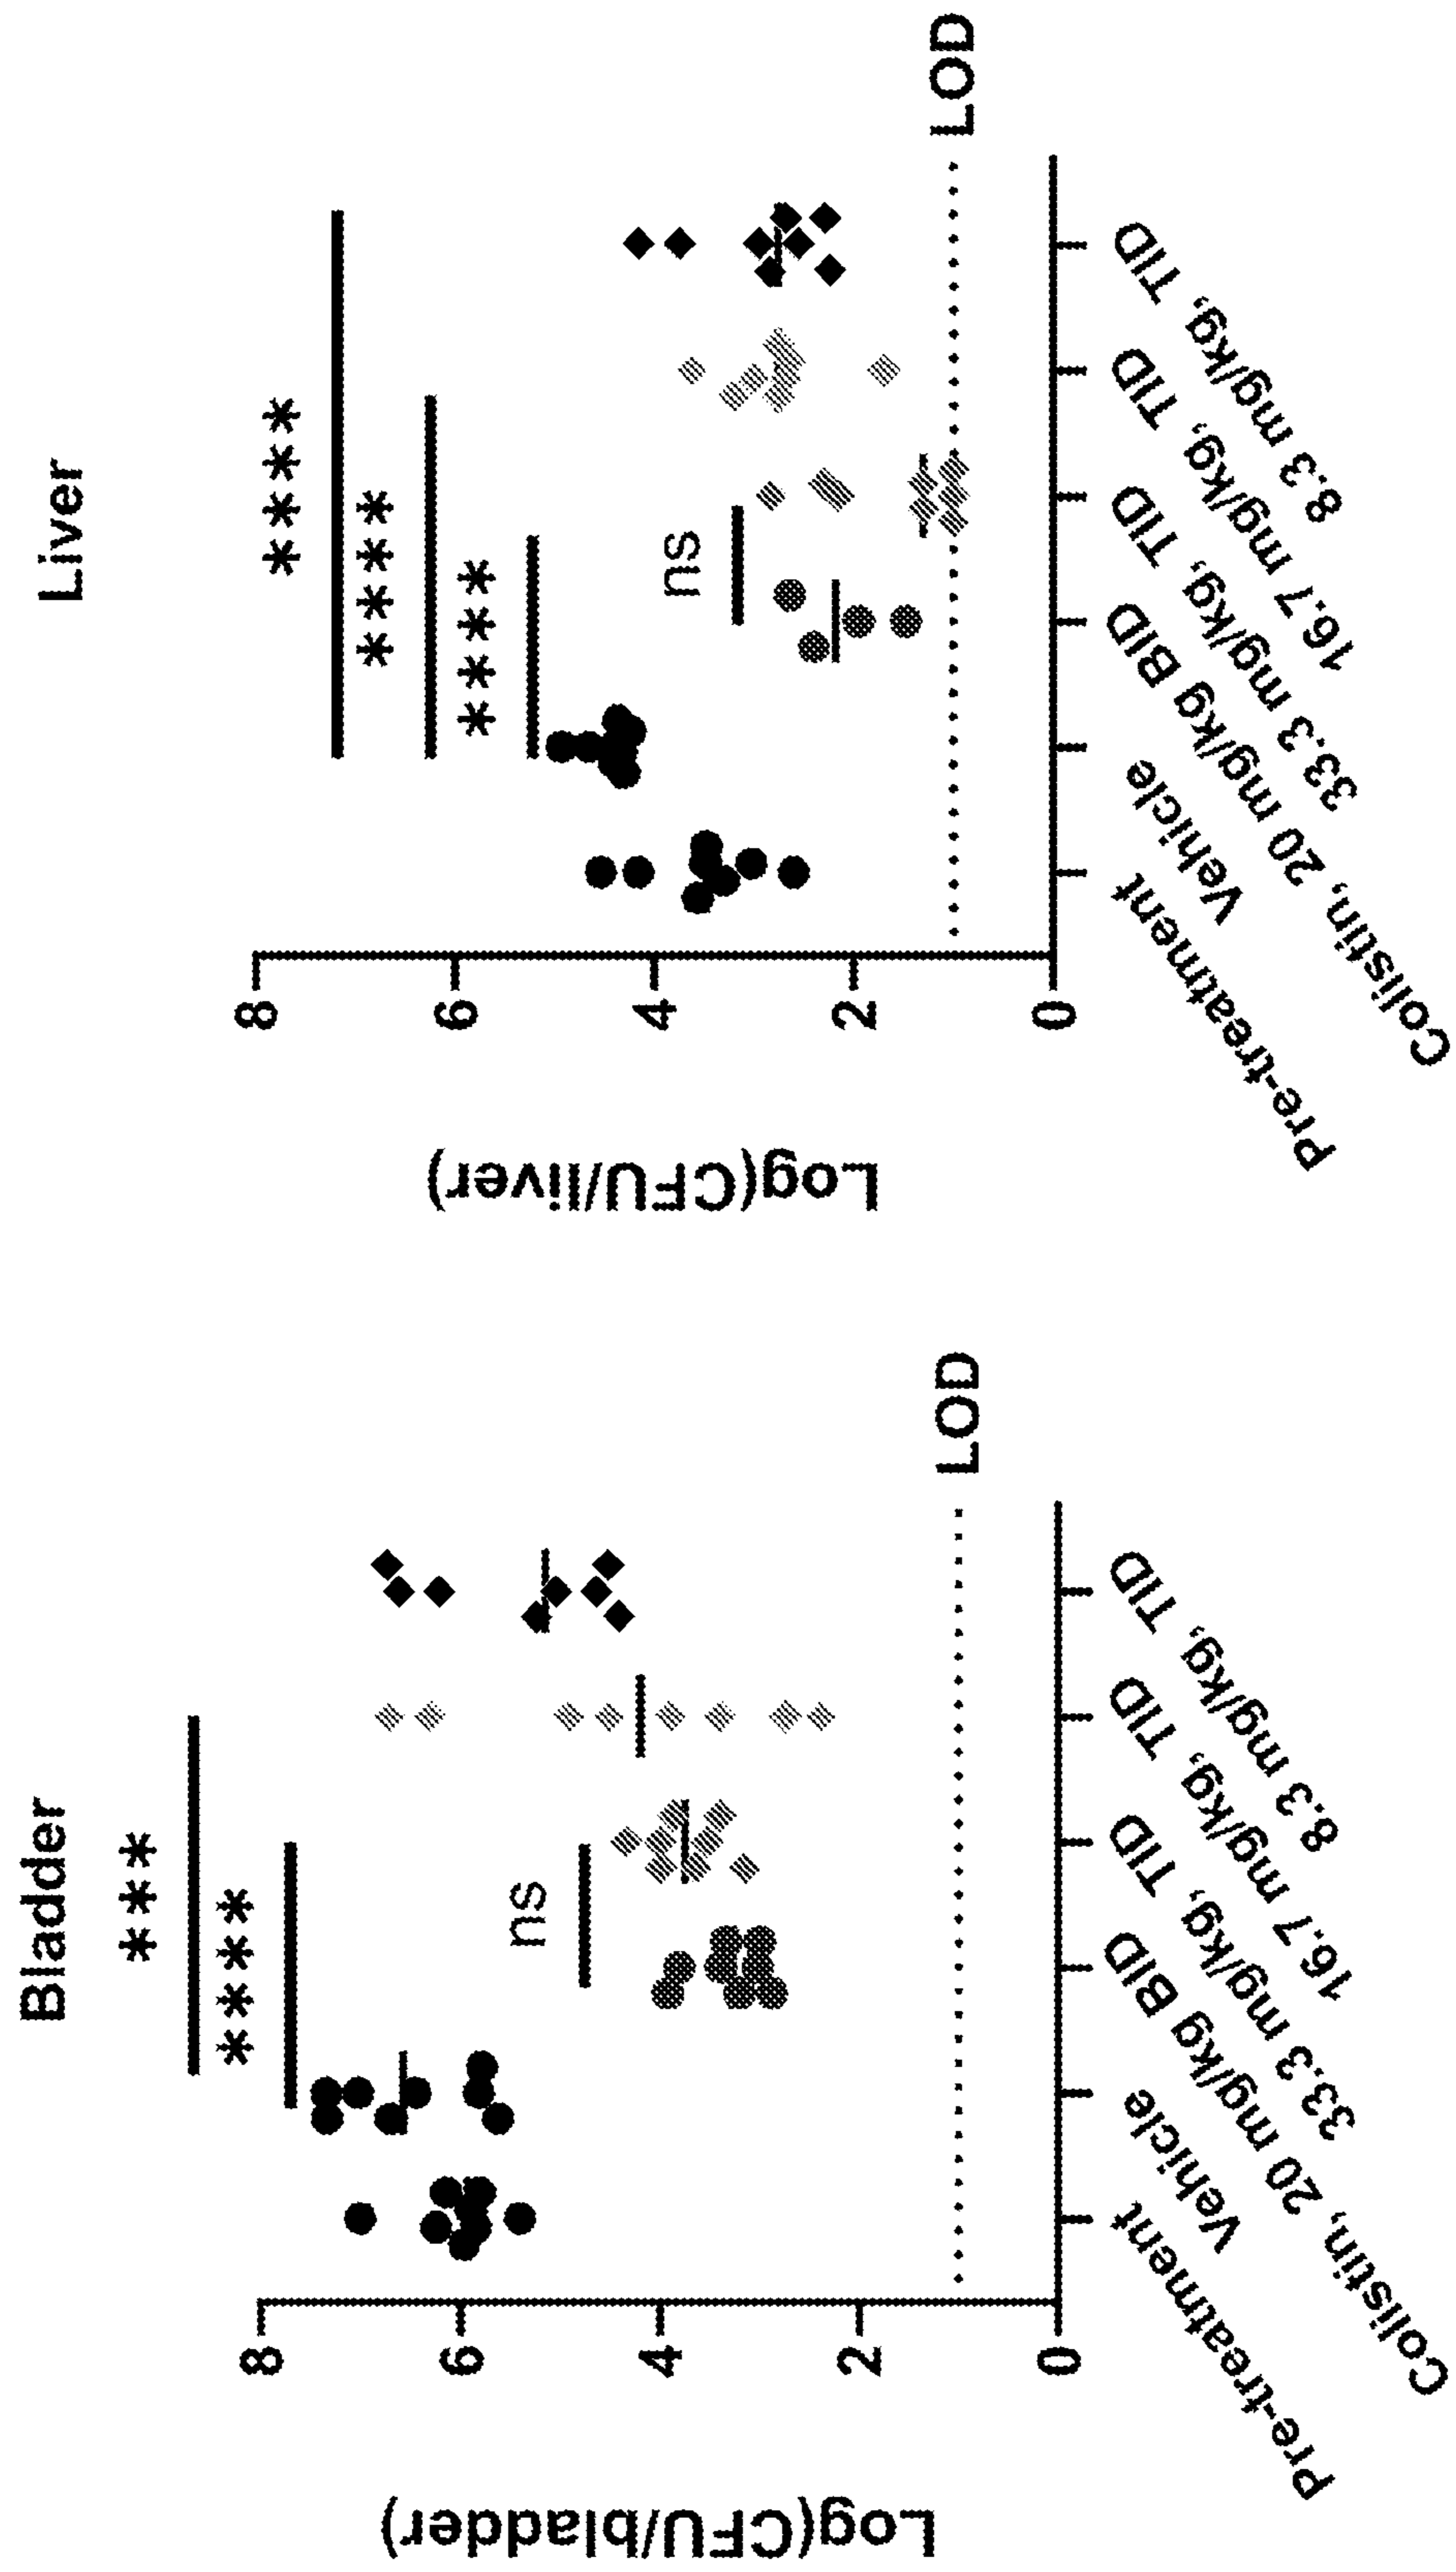 Bladder
***
****
ns
Log(CFU/bladder)
8
6
4
2
0
LOD
Pre-treatment
Vehicle
Colistin, 20 mg/kg BID
33.3 mg/kg, TID
16.7 mg/kg, TID
8.3 mg/kg, TID
Liver
****
****
****
ns
Log(CFU/liver)
8
6
4
2
0
LOD
Pre-treatment
Vehicle
Colistin, 20 mg/kg BID
33.3 mg/kg, TID
16.7 mg/kg, TID
8.3 mg/kg, TID